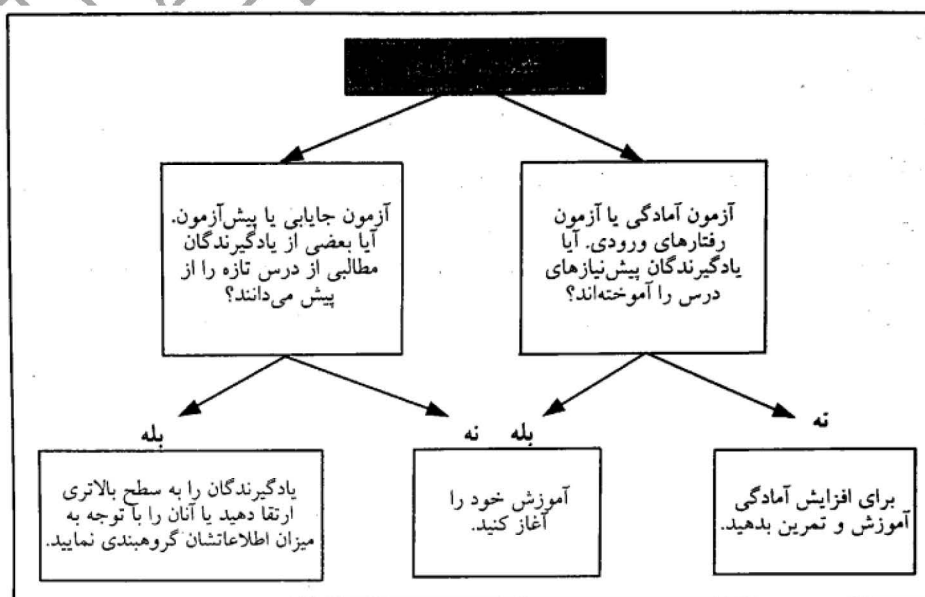 آزمون آمادگی یا آزمون
رفتارهای ورودی. آیا
یادگیرندگان پیش‌نیازهای
درس را آموخته‌اند؟
آزمون جایابی یا پیش‌آزمون.
آیا بعضی از یادگیرندگان
مطالبی از درس تازه را از
پیش می‌دانند؟
نه
بله
نه
بله
برای افزایش آمادگی
آموزش و تمرین بدهید.
آموزش خود را
آغاز کنید.
یادگیرندگان را به سطح بالاتری
ارتقا دهید یا آنان را با توجه به
میزان اطلاعاتشان گروهبندی نمایید.